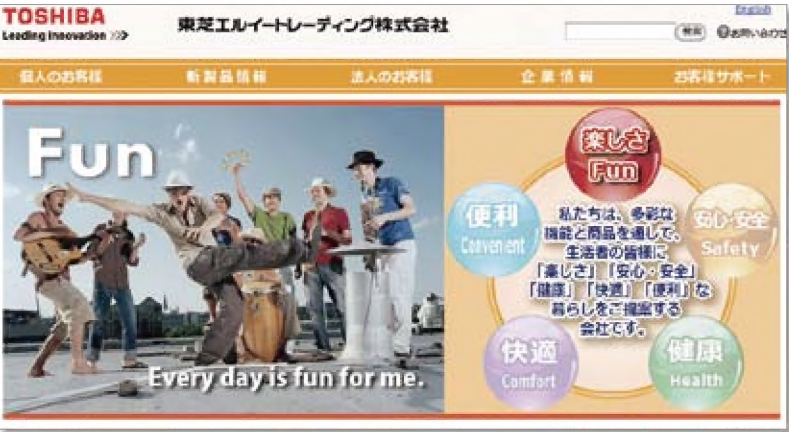 TOSHIBA
Leading Innovation >>>
東芝エルイートレーディング株式会社
English
検索
お問い合わせ
個人のお客様
新製品情報
法人のお客様
企業情報
お客様サポート
Fun
Every day is fun for me.
楽しさ
Fun
便利
Convenient
安心・安全
Safety
私たちは、多彩な
機能と商品を通して、
生活者の皆様に
「楽しさ」「安心・安全」
「健康」「快適」「便利」な
暮らしをご提案する
会社です。
快適
Comfort
健康
Health